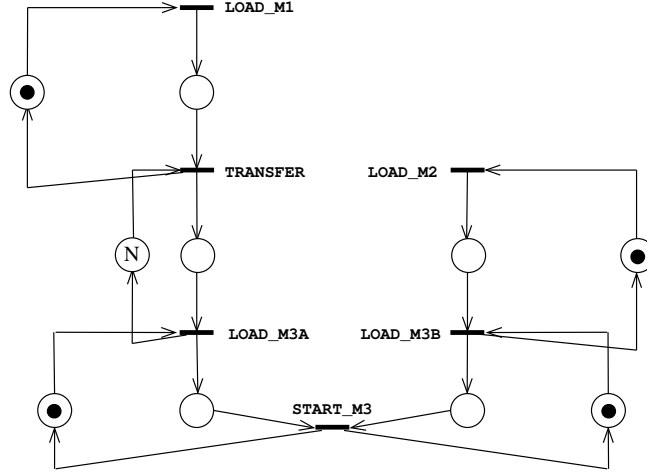 LOAD_M1
TRANSFER
LOAD_M2
N
LOAD_M3A
LOAD_M3B
START_M3